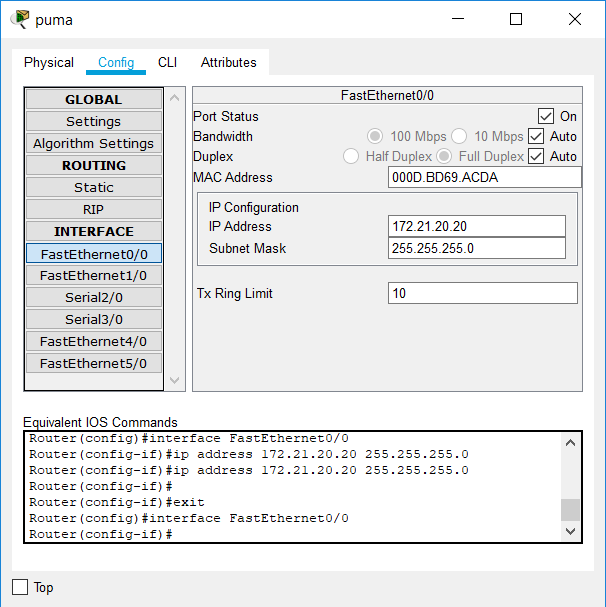 puma
Physical Config CLI Attributes
GLOBAL
Settings
Algorithm Settings
ROUTING
Static
RIP
INTERFACE
FastEthernet0/0
FastEthernet1/0
Serial2/0
Serial3/0
FastEthernet4/0
FastEthernet5/0
FastEthernet0/0
Port Status On
Bandwidth 100 Mbps 10 Mbps Auto
Duplex Half Duplex Full Duplex Auto
MAC Address 000D.BD69.ACDA
IP Configuration
IP Address 172.21.20.20
Subnet Mask 255.255.255.0
Tx Ring Limit 10
Equivalent IOS Commands
Router(config)#interface FastEthernet0/0
Router(config-if)#ip address 172.21.20.20 255.255.255.0
Router(config-if)#ip address 172.21.20.20 255.255.255.0
Router(config-if)#
Router(config-if)#exit
Router(config)#interface FastEthernet0/0
Router(config-if)#
Top